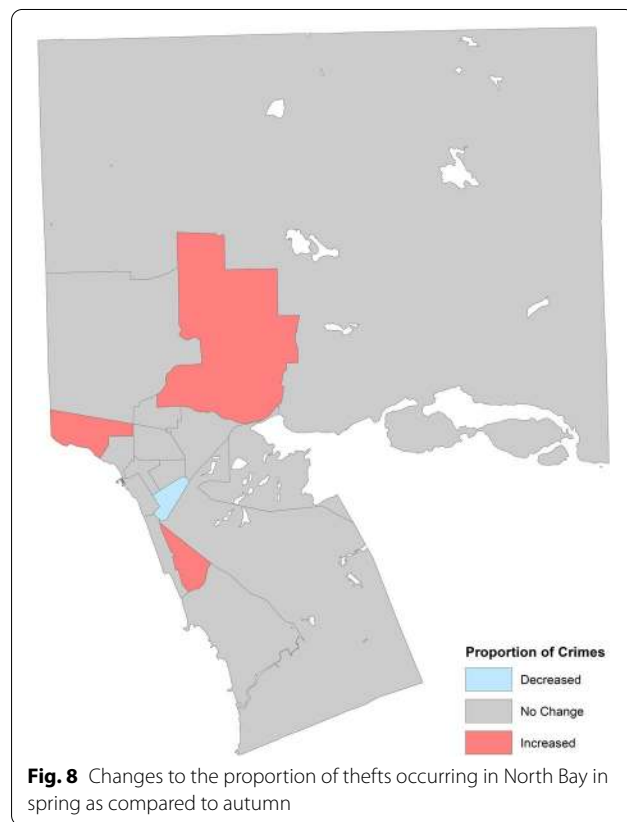 Proportion of Crimes
Decreased
No Change
Increased
Fig. 8 Changes to the proportion of thefts occurring in North Bay in
spring as compared to autumn